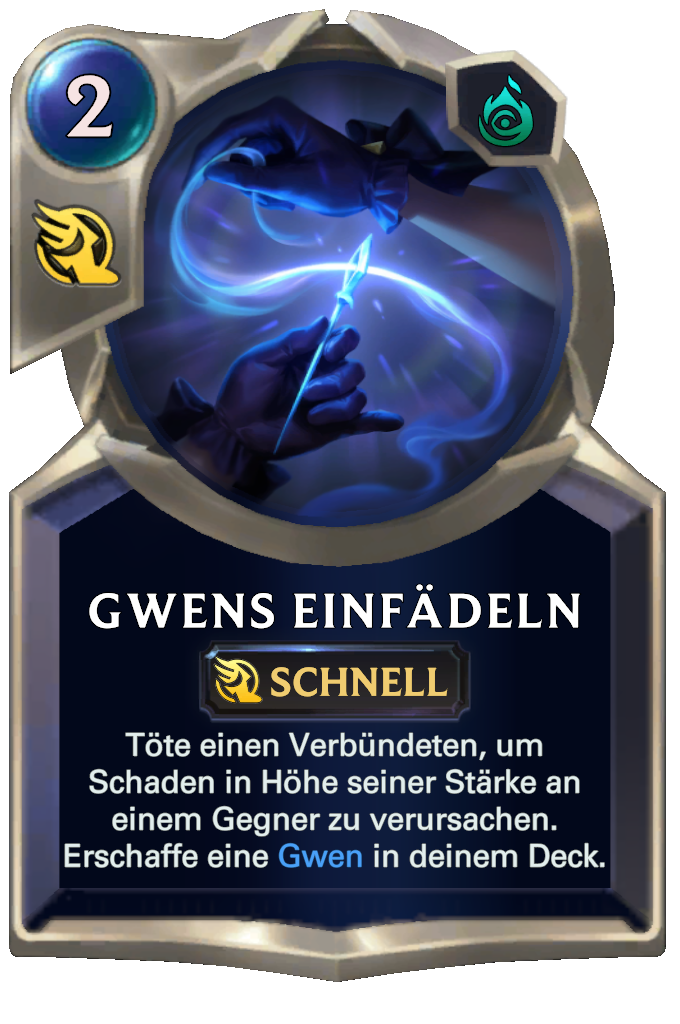 2
GWENS EINFÄDELN
SCHNELL
Töte einen Verbündeten, um
Schaden in Höhe seiner Stärke an
einem Gegner zu verursachen.
Erschaffe eine Gwen in deinem Deck.